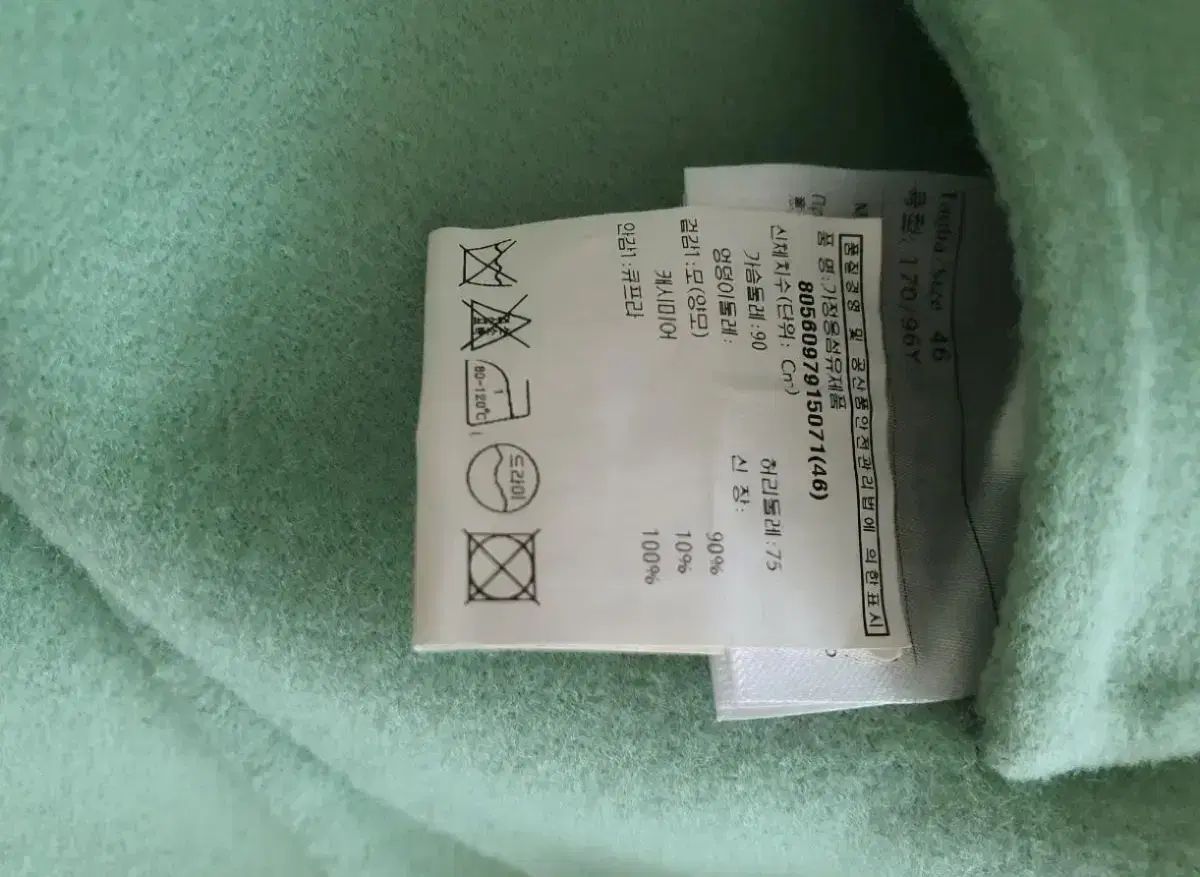 품질경영 및 공산품안전관리법에 의한 표시
품 명:가정용섬유제품
8056097915071(46)
신체치수(단위: Cm)
가슴둘레:90 허리둘레:75
엉덩이둘레: 신 장:
겉감1:모(양모) 90%
캐시미어 10%
안감1:큐프라 100%
80-120℃
드라이
46
170/96Y